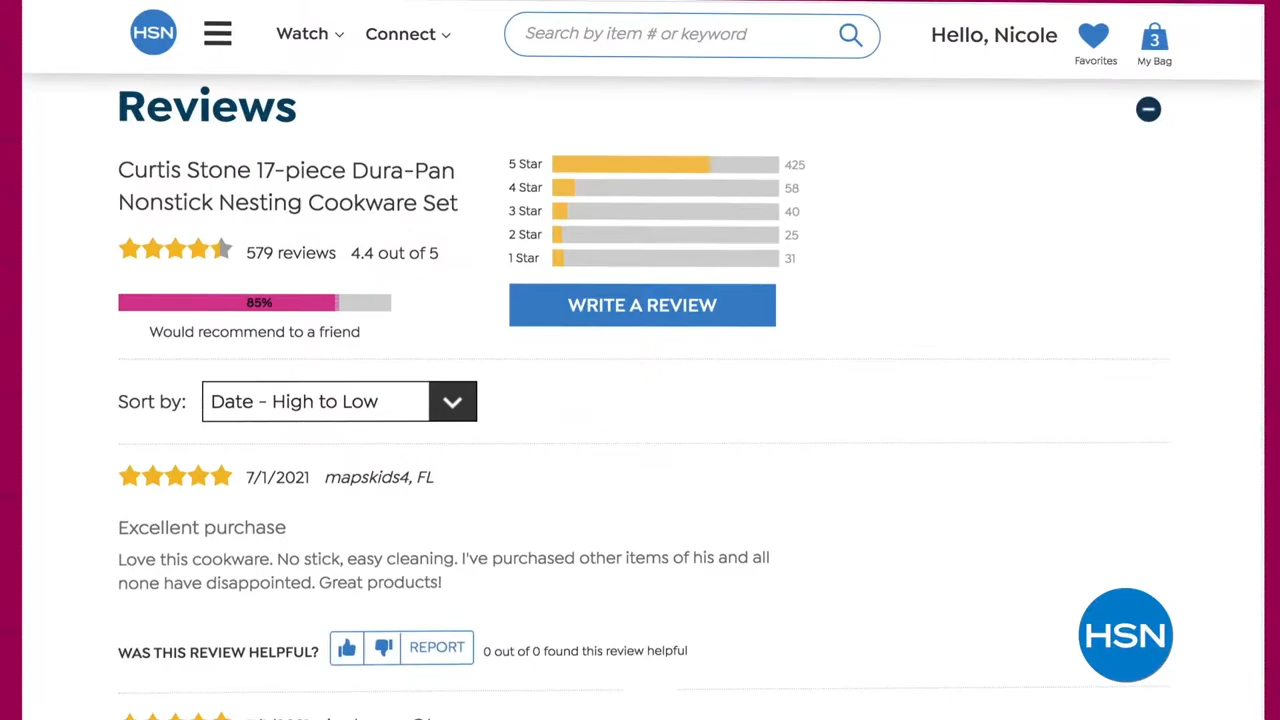 HSN
Watch
Connect
Search by item # or keyword
Hello, Nicole
Favorites
3
My Bag
Reviews
Curtis Stone 17-piece Dura-Pan
Nonstick Nesting Cookware Set
579 reviews 4.4 out of 5
85%
Would recommend to a friend
5 Star 425
4 Star 58
3 Star 40
2 Star 25
1 Star 31
WRITE A REVIEW
Sort by: Date - High to Low
7/1/2021 mapskids4, FL
Excellent purchase
Love this cookware. No stick, easy cleaning. I've purchased other items of his and all
none have disappointed. Great products!
WAS THIS REVIEW HELPFUL? REPORT 0 out of 0 found this review helpful
HSN